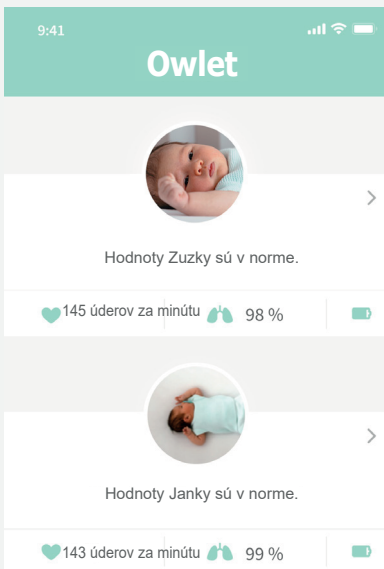 9:41
Owlet
Hodnoty Zuzky sú v norme.
145 úderov za minútu 98 %
Hodnoty Janky sú v norme.
143 úderov za minútu 99 %